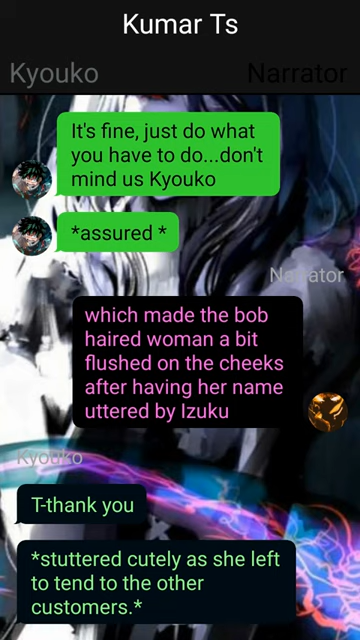 Kumar Ts
Kyouko
Narrator
It's fine, just do what
you have to do...don't
mind us Kyouko
*assured *
Narrator
which made the bob
haired woman a bit
flushed on the cheeks
after having her name
uttered by Izuku
Kyouko
T-thank you
*stuttered cutely as she left
to tend to the other
customers.*